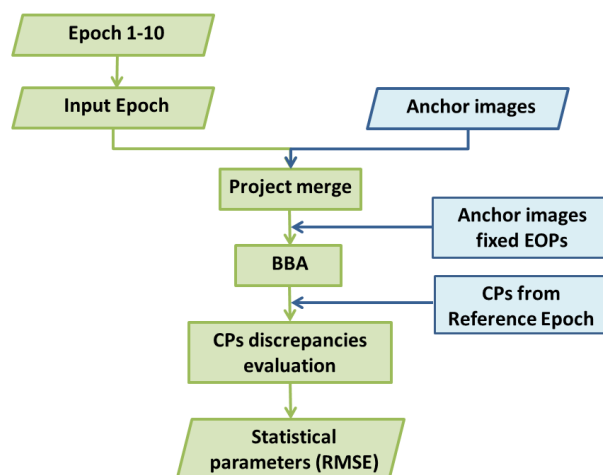 Epoch 1-10
Input Epoch
Anchor images
Project merge
Anchor images
fixed EOPs
BBA
CPs from
Reference Epoch
CPs discrepancies
evaluation
Statistical
parameters (RMSE)